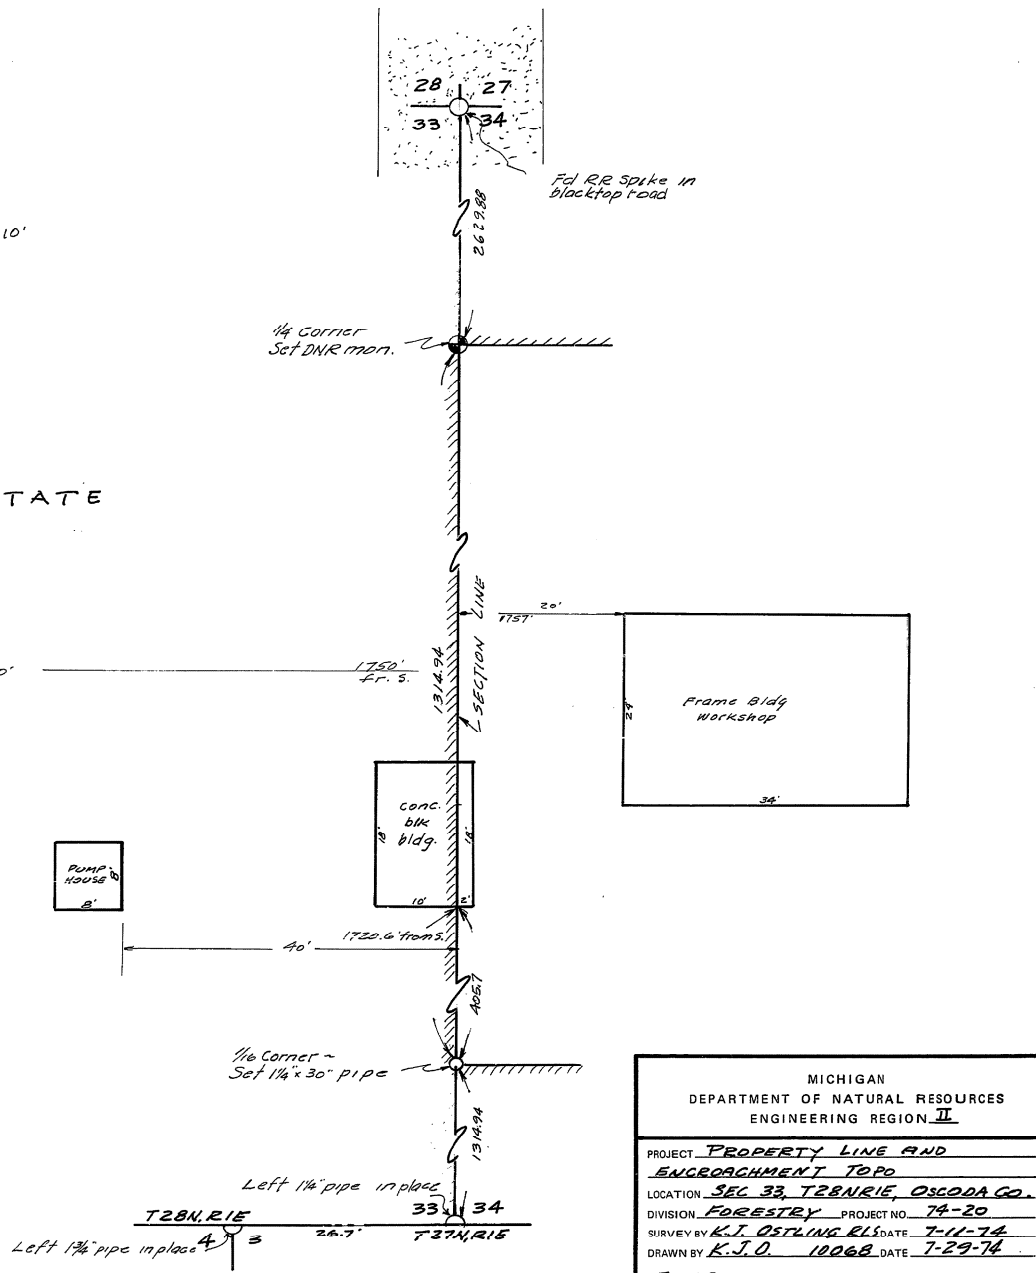 28 27
33 34
Fd RR Spike in
blacktop road
2629.88
10'
1/4 Corner
Set DNR mon.
TATE
SECTION LINE
20'
1757'
1314.94
0'
1750'
fr. S.
Frame Bldg
workshop
24'
34'
Conc.
blk
bldg.
18'
18'
10'
2'
PUMP
HOUSE
8'
8'
1720.6' from S.
40'
405.7
1/16 Corner ~
Set 1 1/4" x 30" pipe
1314.94
Left 1 1/4" pipe in place
33 34
T28N, R1E
T27N, R1E
4 3
26.7'
Left 1 3/4" pipe in place
MICHIGAN
DEPARTMENT OF NATURAL RESOURCES
ENGINEERING REGION II
PROJECT PROPERTY LINE AND
ENCROACHMENT TOPO
LOCATION SEC 33, T28NR1E, OSCODA CO.
DIVISION FORESTRY PROJECT NO. 74-20
SURVEY BY K.J. OSTLING RLS DATE 7-11-74
DRAWN BY K.J.O. 10068 DATE 7-29-74